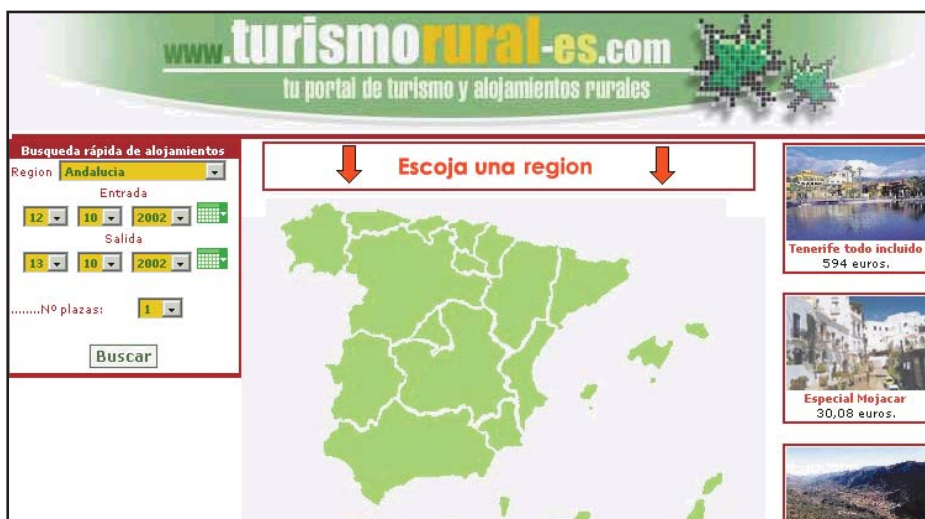 www.turismorural-es.com
tu portal de turismo y alojamientos rurales
Busqueda rápida de alojamientos
Region Andalucia
Entrada
12 10 2002
Salida
13 10 2002
........Nº plazas: 1
Buscar
Escoja una region
Tenerife todo incluido
594 euros.
Especial Mojacar
30,08 euros.